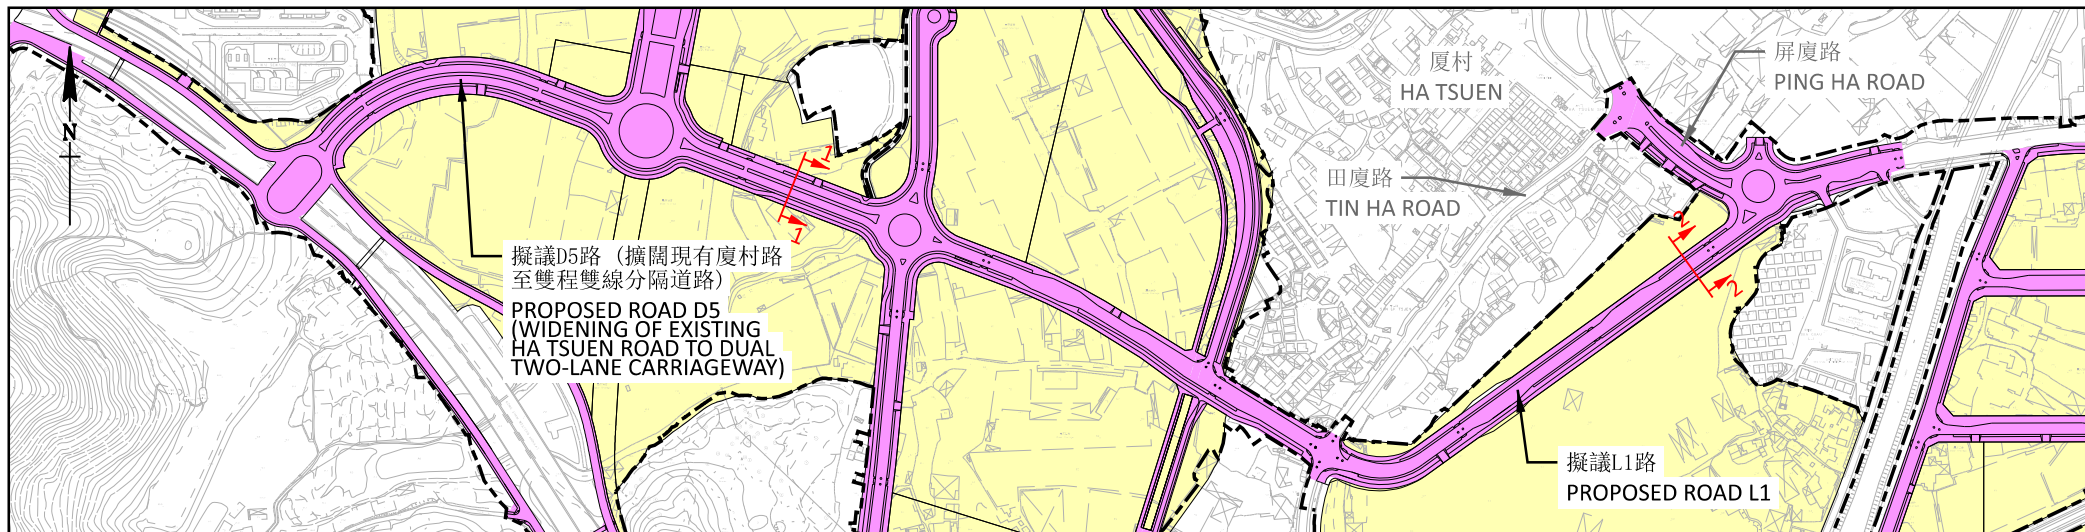 N
厦村
HA TSUEN
屏廈路
PING HA ROAD
田廈路
TIN HA ROAD
1
1
2
2
擬議D5路 (擴闊現有廈村路
至雙程雙線分隔道路)
PROPOSED ROAD D5
(WIDENING OF EXISTING
HA TSUEN ROAD TO DUAL
TWO-LANE CARRIAGEWAY)
擬議L1路
PROPOSED ROAD L1